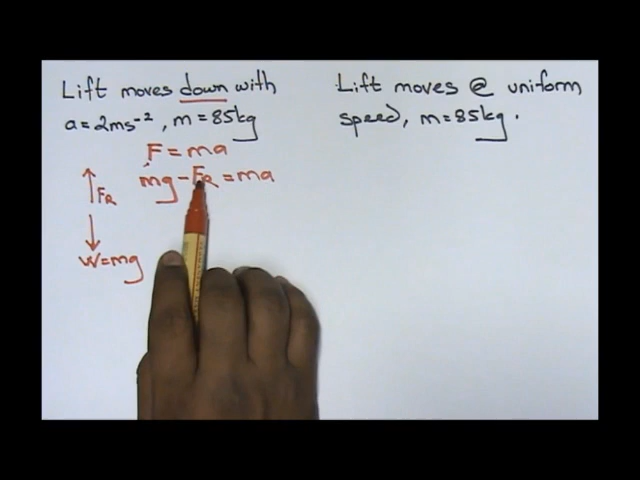 Lift moves down with
a = 2ms⁻², m = 85kg
F = ma
mg - FR = ma
FR
W=mg
Lift moves @ uniform
speed, m = 85kg.